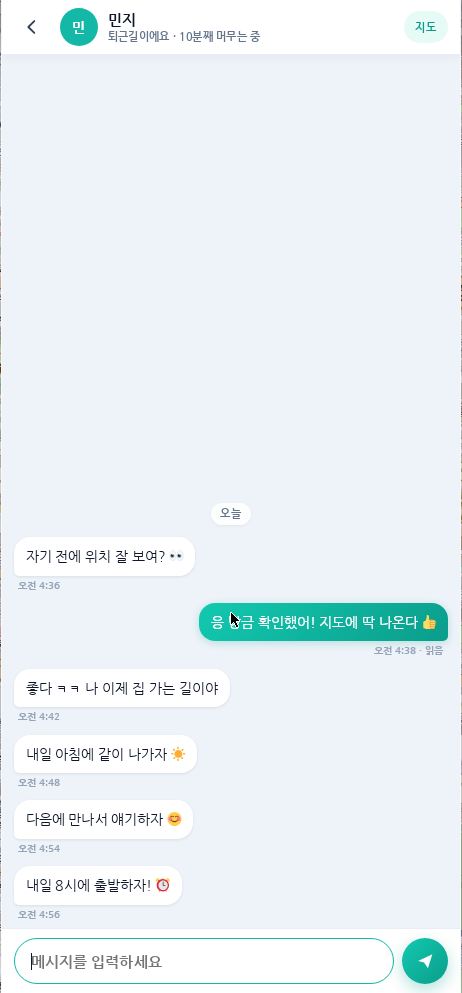 민
민지
퇴근길이에요 · 10분째 머무는 중
지도
오늘
자기 전에 위치 잘 보여? 👀
오전 4:36
응 확인했어! 지도에 딱 나온다 👍
오전 4:38 · 읽음
좋다 ㅋㅋ 나 이제 집 가는 길이야
오전 4:42
내일 아침에 같이 나가자 ☀️
오전 4:48
다음에 만나서 얘기하자 😊
오전 4:54
내일 8시에 출발하자! ⏰
오전 4:56
메시지를 입력하세요